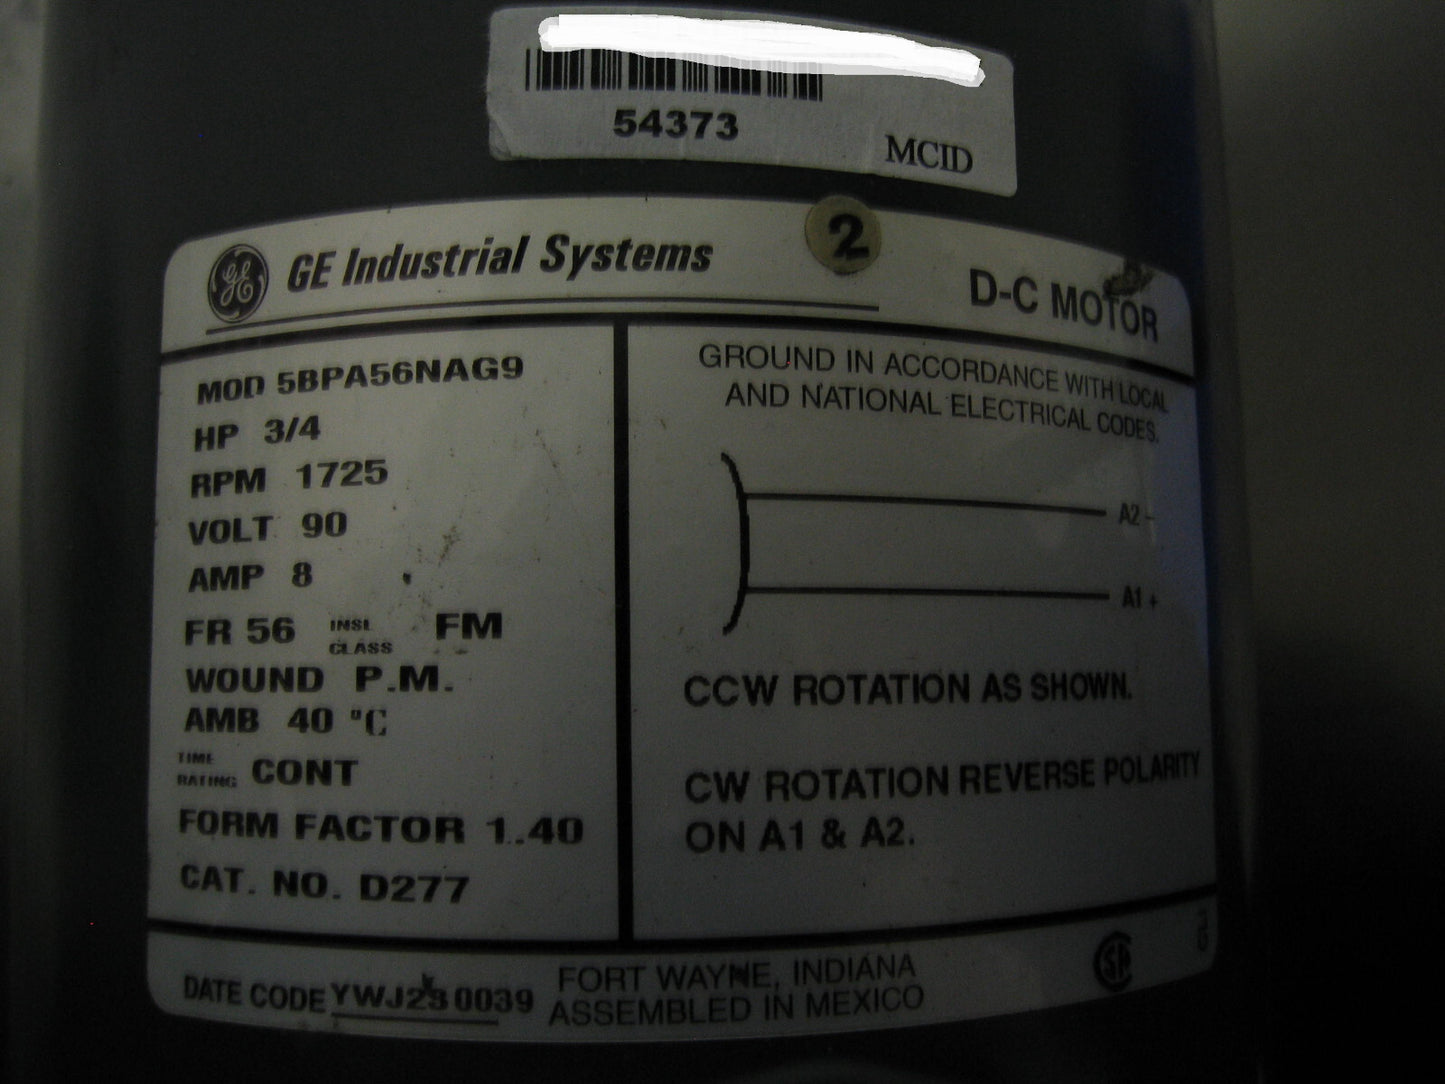 54373
MCID
GE Industrial Systems
2
D-C MOTOR
MOD 5BPA56NAG9
HP 3/4
RPM 1725
VOLT 90
AMP 8
FR 56 INSL CLASS FM
WOUND P.M.
AMB 40 °C
TIME RATING CONT
FORM FACTOR 1.40
CAT. NO. D277
GROUND IN ACCORDANCE WITH LOCAL
AND NATIONAL ELECTRICAL CODES.
A2 -
A1 +
CCW ROTATION AS SHOWN.
CW ROTATION REVERSE POLARITY
ON A1 & A2.
DATE CODE 0039
FORT WAYNE, INDIANA
ASSEMBLED IN MEXICO